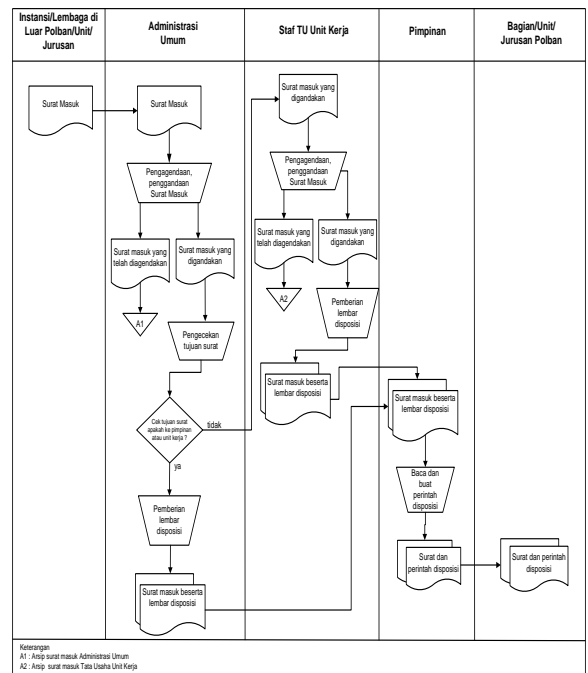 Instansi/Lembaga di
Luar Polban/Unit/
Jurusan
Administrasi
Umum
Staf TU Unit Kerja
Pimpinan
Bagian/Unit/
Jurusan Polban
Surat Masuk
Surat Masuk
Pengagendaan,
penggandaan
Surat Masuk
Surat masuk yang
telah diagendakan
Surat masuk yang
digandakan
A1
Pengecekan
tujuan surat
Cek tujuan surat
apakah ke pimpinan
atau unit kerja ?
tidak
ya
Pemberian
lembar
disposisi
Surat masuk beserta
lembar disposisi
Surat masuk yang
digandakan
Pengagendaan,
penggandaan
Surat Masuk
Surat masuk yang
telah diagendakan
Surat masuk yang
digandakan
A2
Pemberian
lembar
disposisi
Surat masuk beserta
lembar disposisi
Surat masuk beserta
lembar disposisi
Baca dan
buat
perintah
disposisi
Surat dan
perintah disposisi
Surat dan perintah
disposisi
Keterangan
A1 : Arsip surat masuk Administrasi Umum
A2 : Arsip surat masuk Tata Usaha Unit Kerja